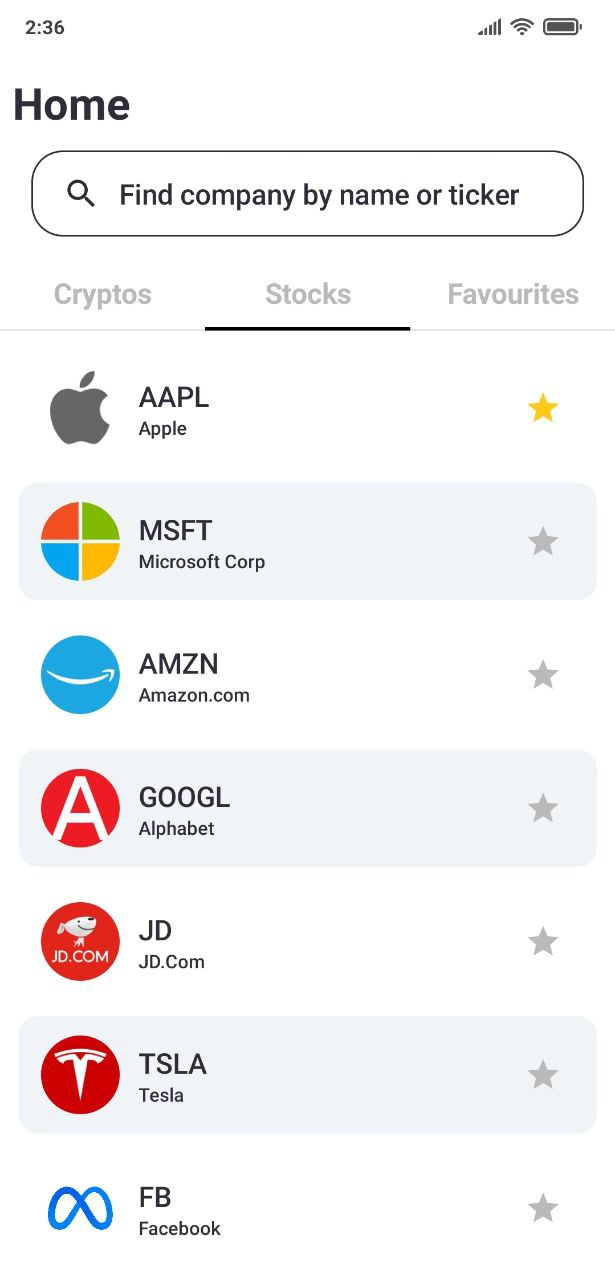 2:36
Home
Find company by name or ticker
Cryptos Stocks Favourites
AAPL
Apple
MSFT
Microsoft Corp
AMZN
Amazon.com
A
GOOGL
Alphabet
JD.COM
JD
JD.Com
TSLA
Tesla
FB
Facebook